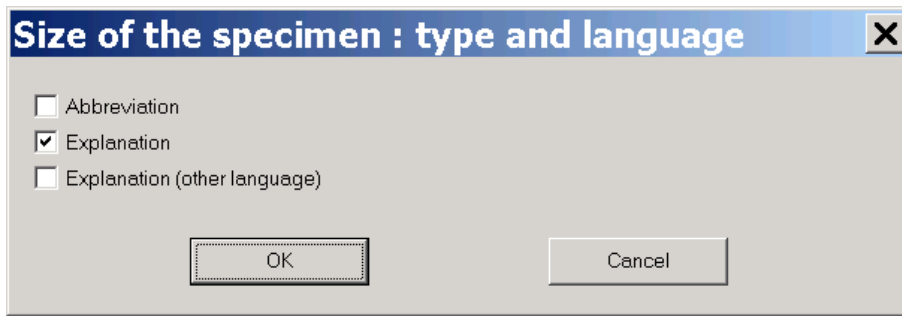 Size of the specimen : type and language
Abbreviation
Explanation
Explanation (other language)
OK
Cancel